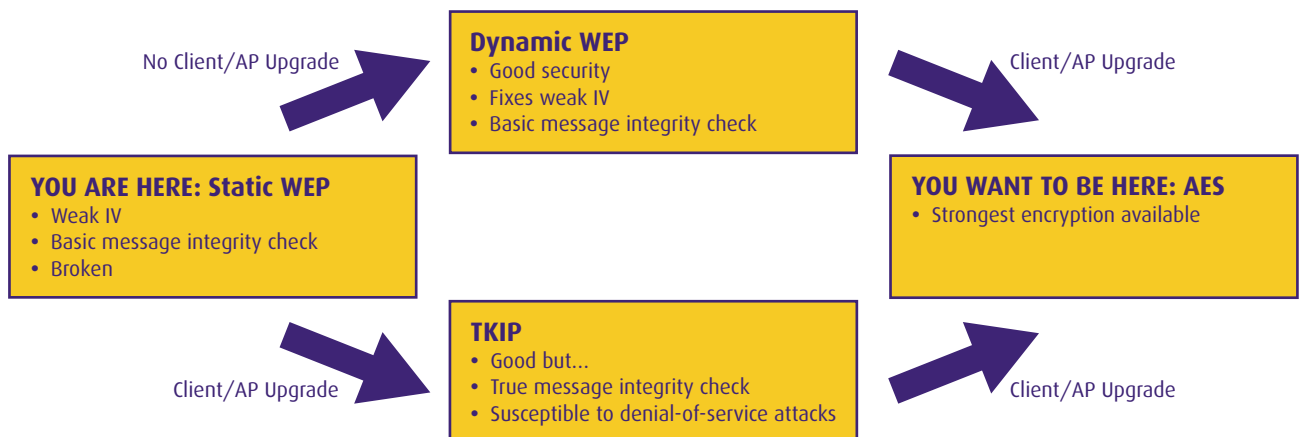 No Client/AP Upgrade
Dynamic WEP
• Good security
• Fixes weak IV
• Basic message integrity check
Client/AP Upgrade
YOU ARE HERE: Static WEP
• Weak IV
• Basic message integrity check
• Broken
YOU WANT TO BE HERE: AES
• Strongest encryption available
Client/AP Upgrade
TKIP
• Good but...
• True message integrity check
• Susceptible to denial-of-service attacks
Client/AP Upgrade